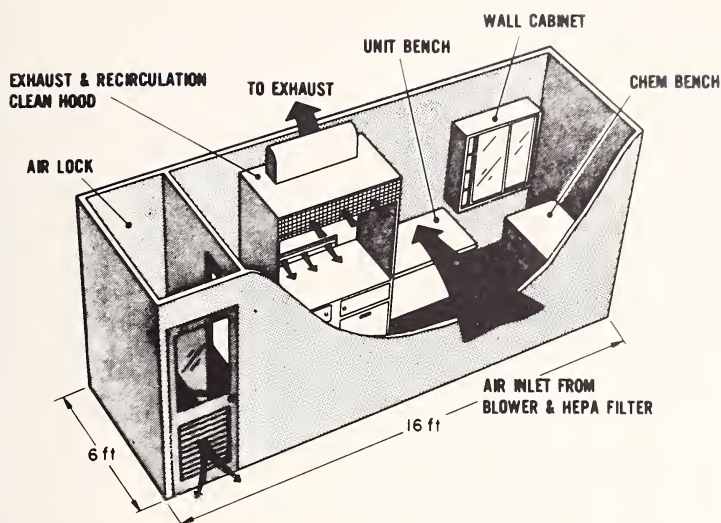 WALL CABINET
UNIT BENCH
EXHAUST & RECIRCULATION
CLEAN HOOD
TO EXHAUST
CHEM BENCH
AIR LOCK
AIR INLET FROM
BLOWER & HEPA FILTER
16 ft
6 ft